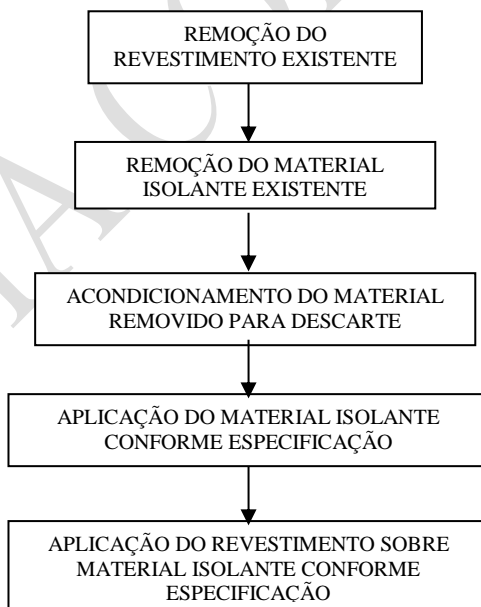 REMOÇÃO DO
REVESTIMENTO EXISTENTE
REMOÇÃO DO MATERIAL
ISOLANTE EXISTENTE
ACONDICIONAMENTO DO MATERIAL
REMOVIDO PARA DESCARTE
APLICAÇÃO DO MATERIAL ISOLANTE
CONFORME ESPECIFICAÇÃO
APLICAÇÃO DO REVESTIMENTO SOBRE
MATERIAL ISOLANTE CONFORME
ESPECIFICAÇÃO